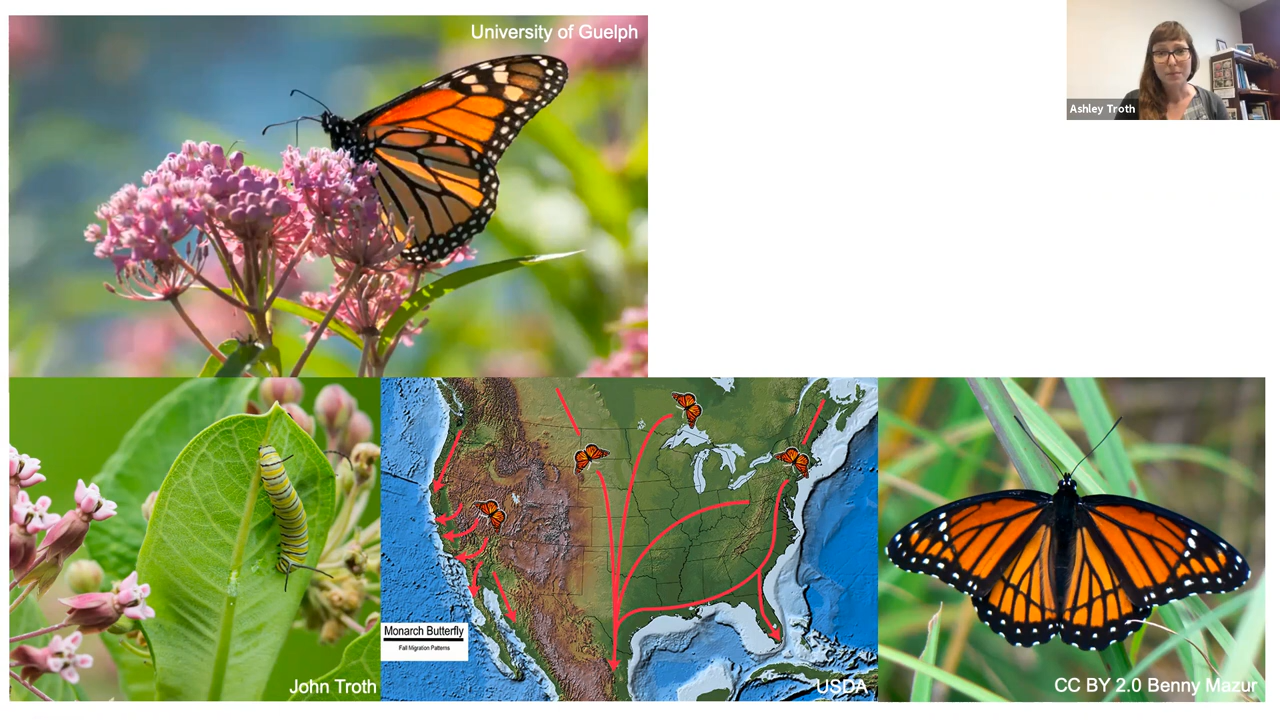 University of Guelph
Ashley Troth
Monarch Butterfly
Fall Migration Patterns
John Troth
USDA
CC BY 2.0 Benny Mazur